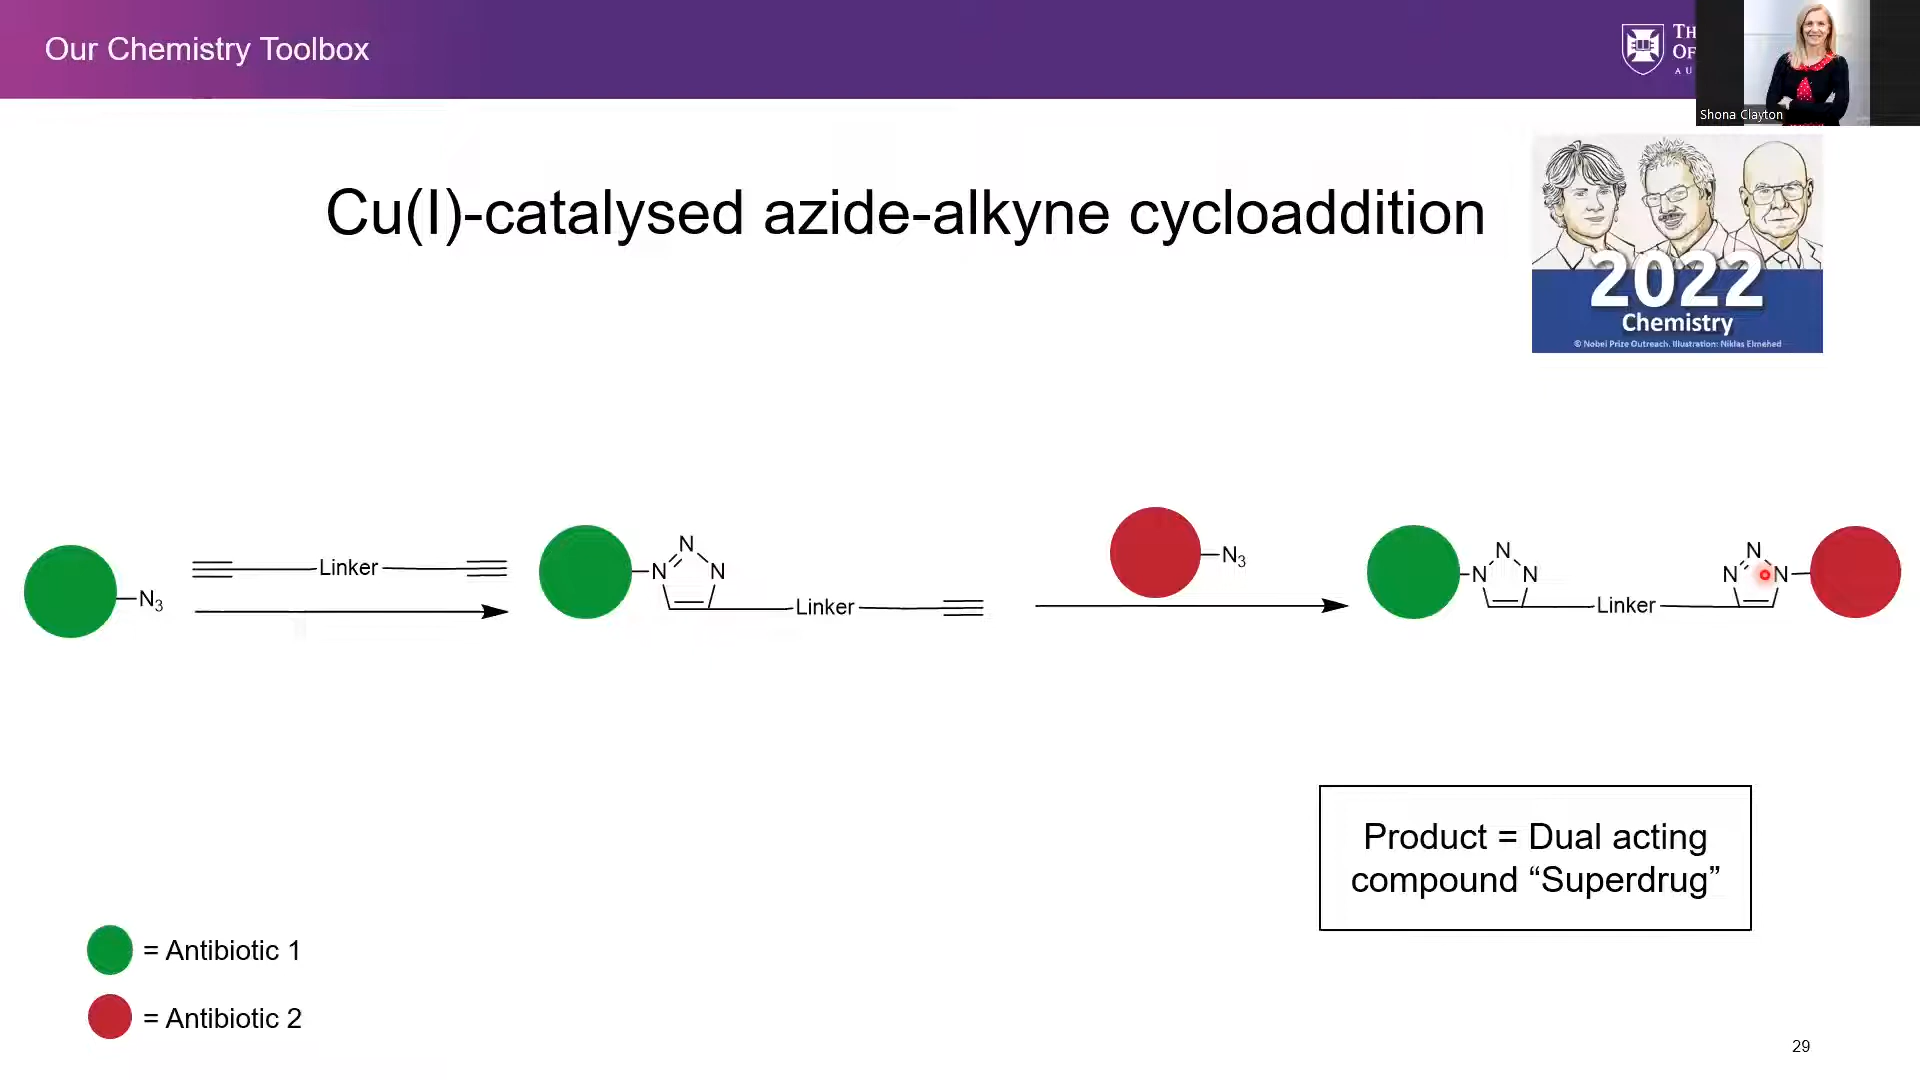 Our Chemistry Toolbox
Shona Clayton
Cu(I)-catalysed azide-alkyne cycloaddition
2022
Chemistry
© Nobel Prize Outreach. Illustration: Niklas Elmehed
N₃
Linker
N
N
N
Linker
N₃
N
N
N
Linker
N
N
N
Product = Dual acting
compound “Superdrug”
= Antibiotic 1
= Antibiotic 2
29